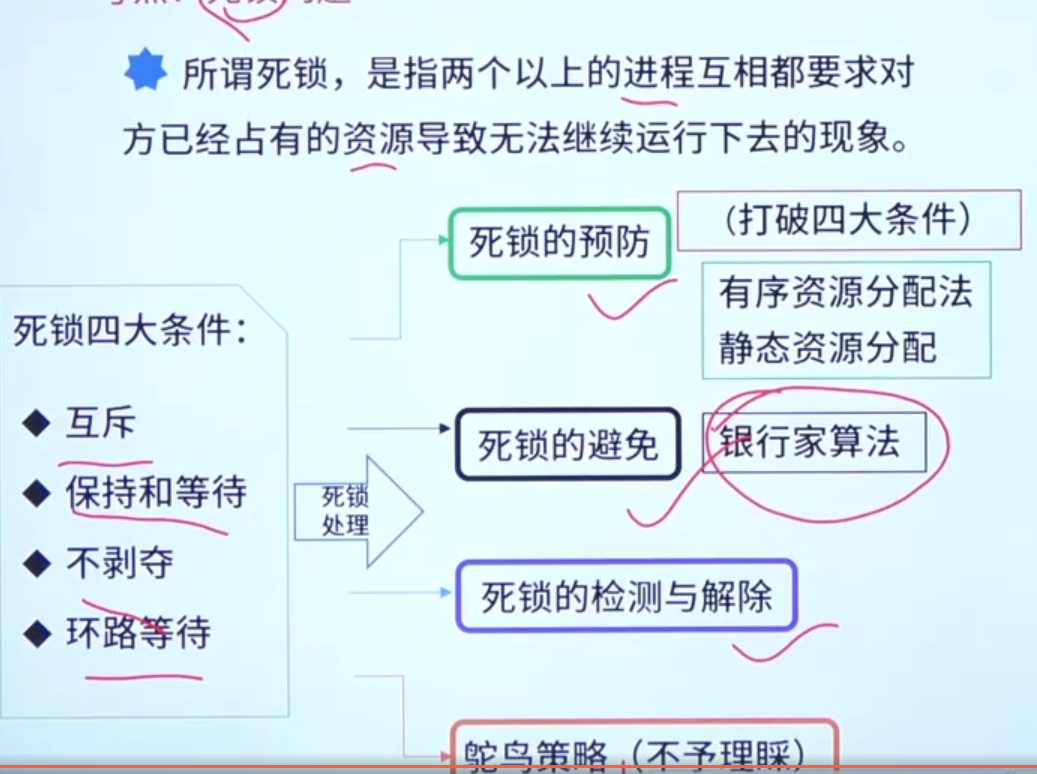 考点：死锁问题
所谓死锁，是指两个以上的进程互相都要求对
方已经占有的资源导致无法继续运行下去的现象。
死锁四大条件：
◆ 互斥
◆ 保持和等待
◆ 不剥夺
◆ 环路等待
死锁
处理
死锁的预防
（打破四大条件）
有序资源分配法
静态资源分配
死锁的避免
银行家算法
死锁的检测与解除
鸵鸟策略（不予理睬）